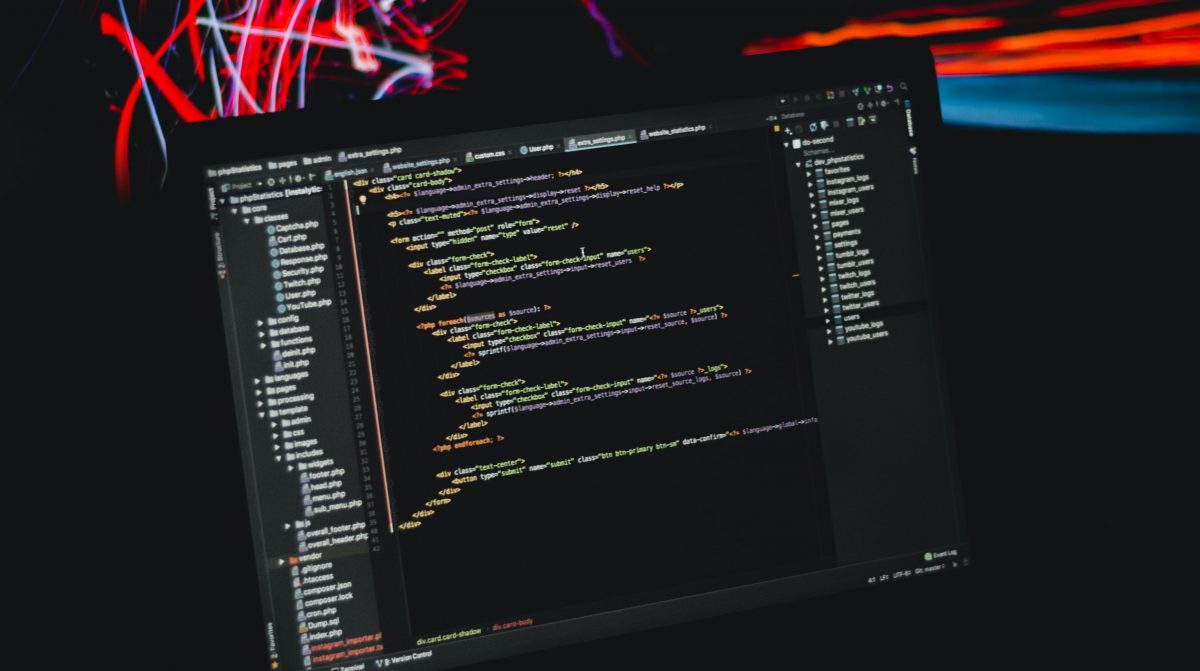 phpStatistics pages admin extra_settings.php
Project
english.json website_settings.php custom.css User.php extra_settings.php website_statistics.php
phpStatistics
core
classes
Captcha.php
Csrf.php
Database.php
Response.php
Security.php
Twitch.php
User.php
YouTube.php
config
database
functions
deinit.php
init.php
languages
pages
processing
template
admin
css
images
includes
widgets
footer.php
head.php
menu.php
sub_menu.php
js
overall_footer.php
overall_header.php
vendor
.gitignore
.htaccess
composer.json
composer.lock
cron.php
Dump.sql
index.php
<div class="card card-shadow">
<div class="card-body">
<h4><?= $language->admin_extra_settings->header; ?></h4>
<h5><?= $language->admin_extra_settings->display->reset ?></h5>
<p class="text-muted"><?= $language->admin_extra_settings->display->reset_help ?></p>
<form action="" method="post" role="form">
<input type="hidden" name="type" value="reset" />
<div class="form-check">
<label class="form-check-label">
<input type="checkbox" class="form-check-input" name="users">
<?= $language->admin_extra_settings->input->reset_users ?>
</label>
</div>
<?php foreach($sources as $source): ?>
<div class="form-check">
<label class="form-check-label">
<input type="checkbox" class="form-check-input" name="<?= $source ?>_users">
<?= sprintf($language->admin_extra_settings->input->reset_source, $source) ?>
</label>
</div>
<div class="form-check">
<label class="form-check-label">
<input type="checkbox" class="form-check-input" name="<?= $source ?>_logs">
<?= sprintf($language->admin_extra_settings->input->reset_source_logs, $source) ?>
</label>
</div>
<?php endforeach; ?>
<div class="text-center">
<button type="submit" name="submit" class="btn btn-primary btn-sm" data-confirm="<?= $language->global->info
</div>
</form>
</div>
</div>
div.card.card-shadow div.card-body
Database
do-second
Schemas...
dev_phpstatistics
favorites
instagram_logs
instagram_users
mixer_logs
mixer_users
pages
payments
settings
tumblr_logs
tumblr_users
twitch_logs
twitch_users
twitter_logs
twitter_users
users
youtube_logs
youtube_users
Event Log
4:1 LF: UTF-8: Git: master
2: Favorites
Terminal 9: Version Control